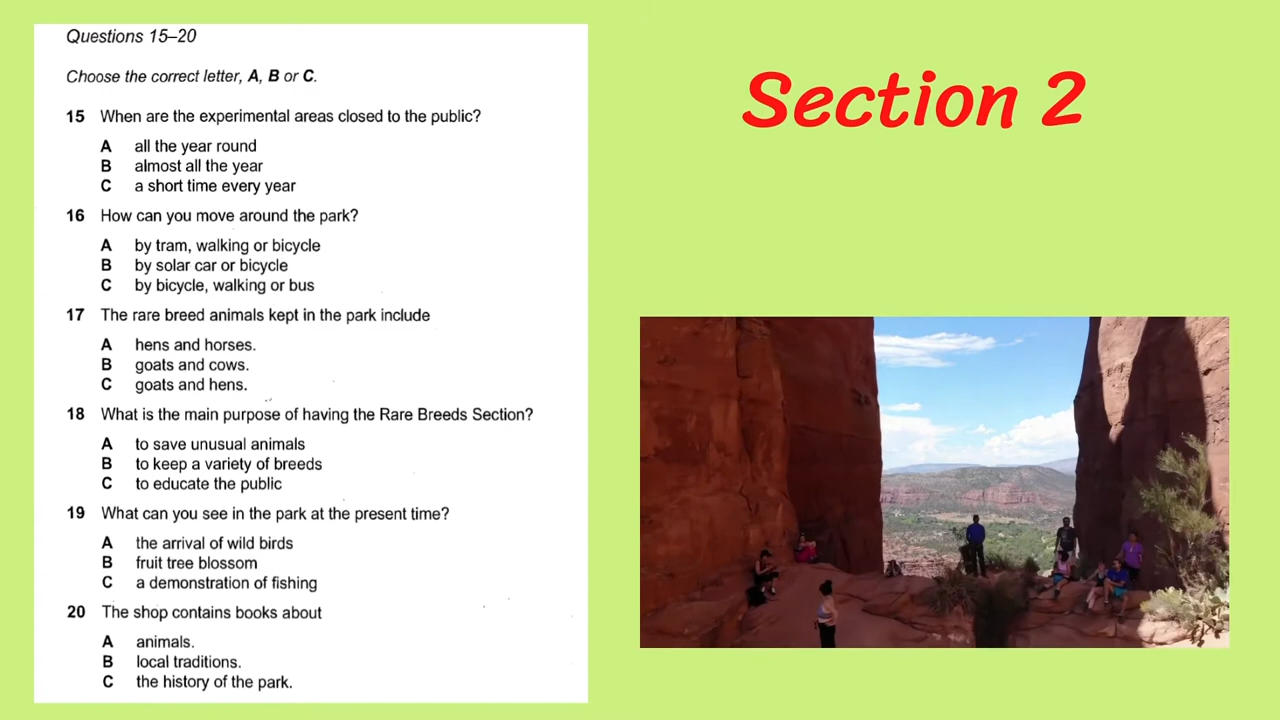 Questions 15–20
Choose the correct letter, A, B or C.
15 When are the experimental areas closed to the public?
A all the year round
B almost all the year
C a short time every year
16 How can you move around the park?
A by tram, walking or bicycle
B by solar car or bicycle
C by bicycle, walking or bus
17 The rare breed animals kept in the park include
A hens and horses.
B goats and cows.
C goats and hens.
18 What is the main purpose of having the Rare Breeds Section?
A to save unusual animals
B to keep a variety of breeds
C to educate the public
19 What can you see in the park at the present time?
A the arrival of wild birds
B fruit tree blossom
C a demonstration of fishing
20 The shop contains books about
A animals.
B local traditions.
C the history of the park.
Section 2